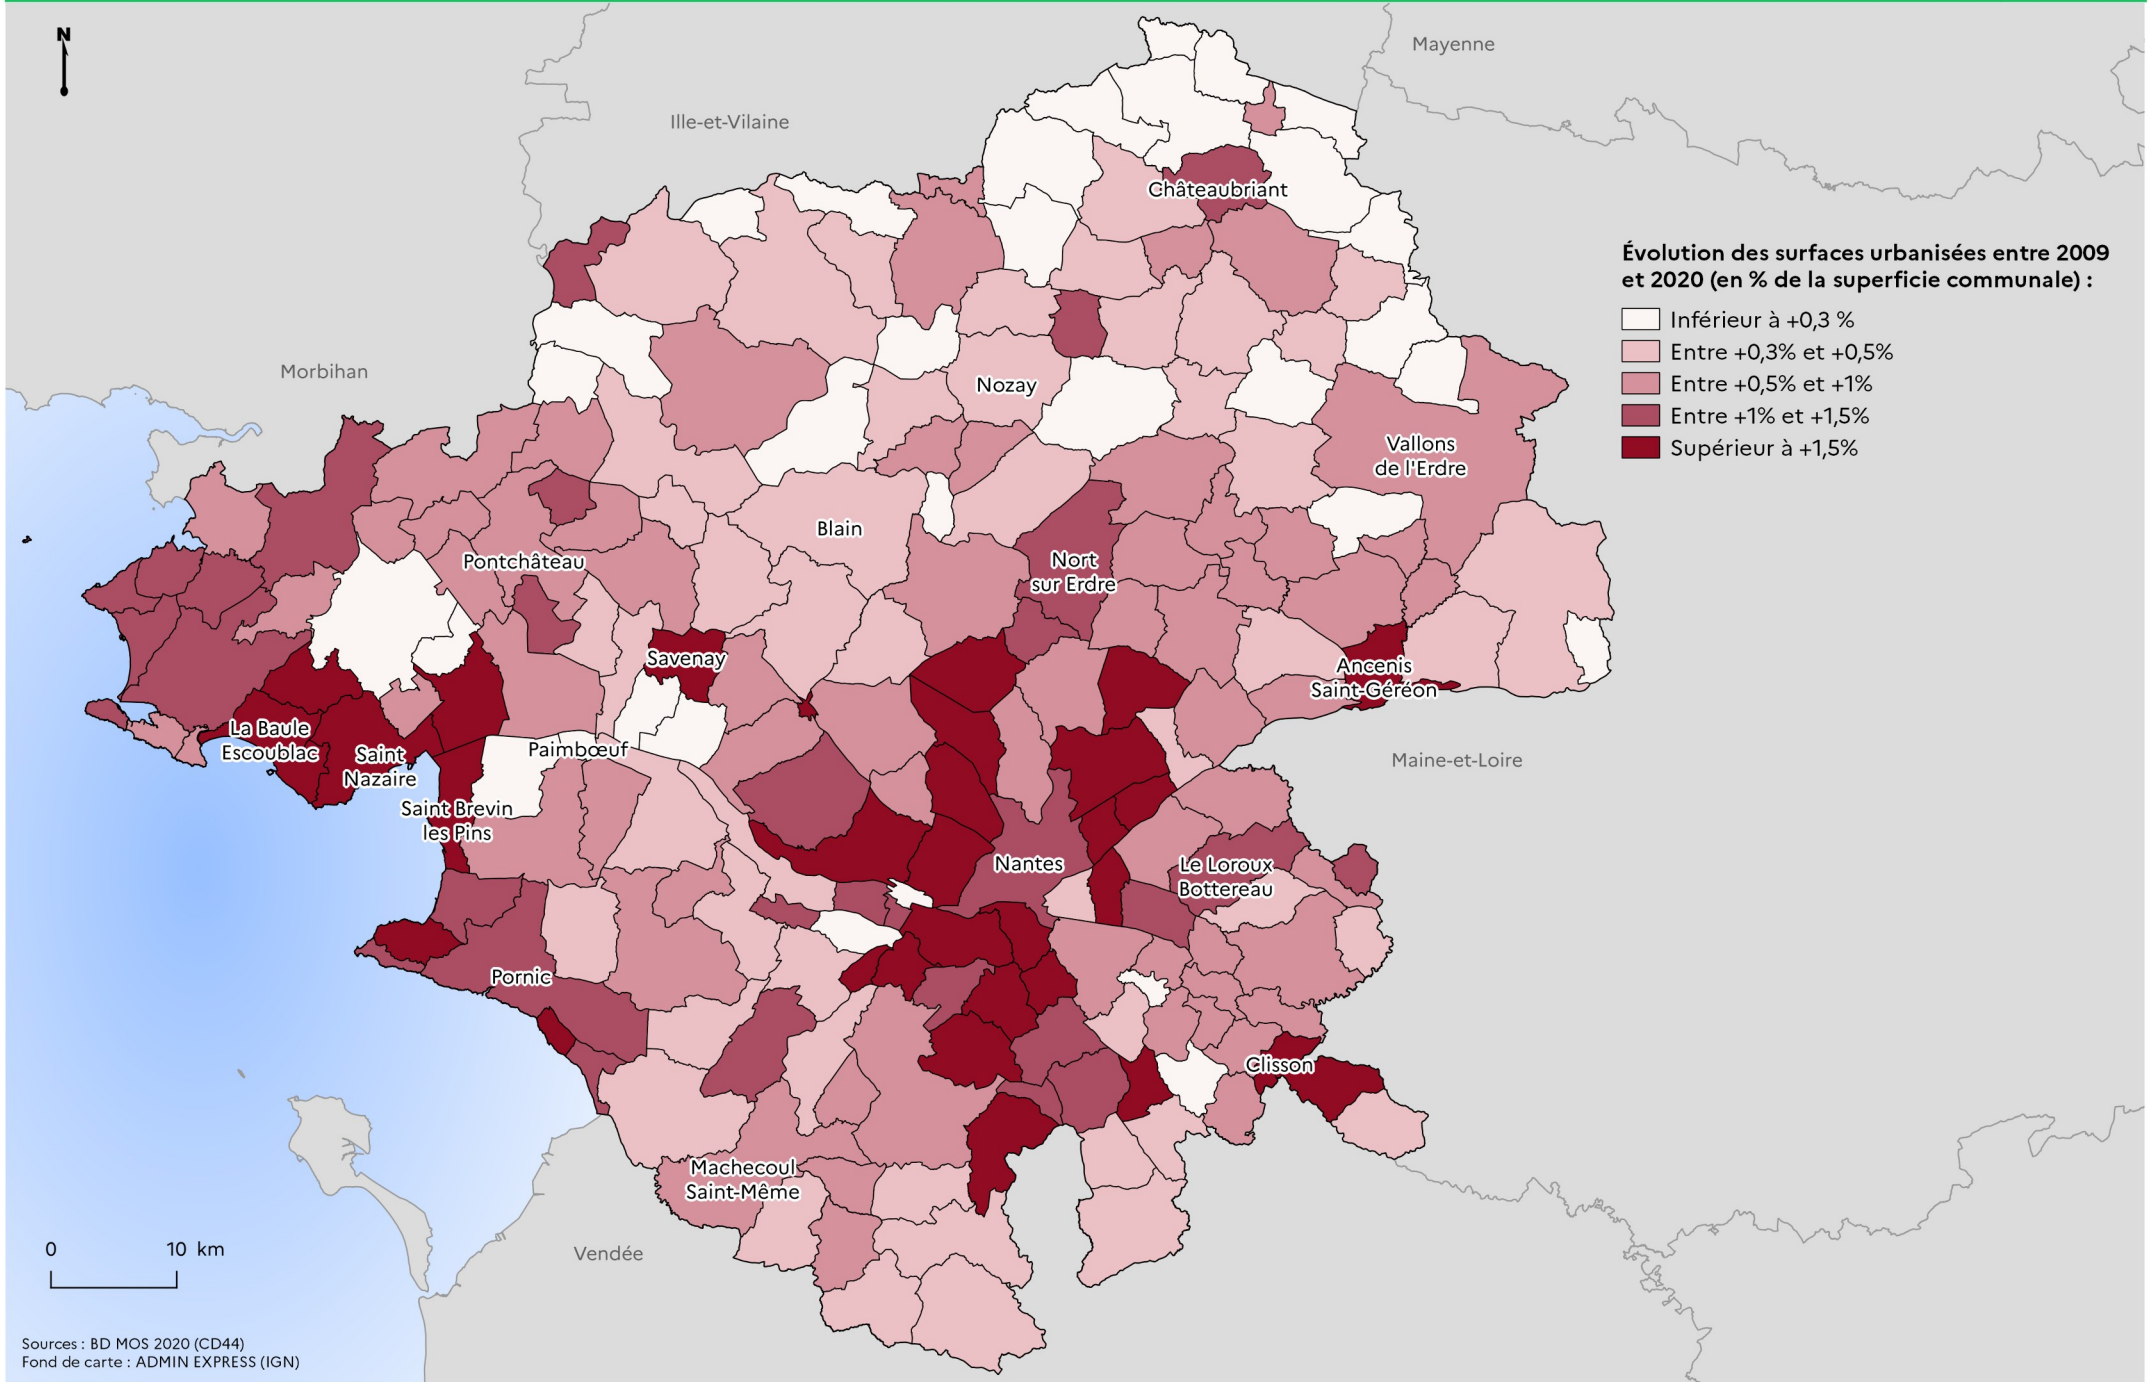 N
Mayenne
Ille-et-Vilaine
Châteaubriant
Évolution des surfaces urbanisées entre 2009
et 2020 (en % de la superficie communale) :
Inférieur à +0,3 %
Entre +0,3% et +0,5%
Entre +0,5% et +1%
Entre +1% et +1,5%
Supérieur à +1,5%
Morbihan
Nozay
Vallons
de l'Erdre
Blain
Pontchâteau
Nort
sur Erdre
Savenay
Ancenis
Saint-Géréon
La Baule
Escoublac
Saint
Nazaire
Paimbœuf
Maine-et-Loire
Saint Brevin
les Pins
Nantes
Le Loroux
Bottereau
Pornic
Clisson
Machecoul
Saint-Même
Vendée
0 10 km
Sources : BD MOS 2020 (CD44)
Fond de carte : ADMIN EXPRESS (IGN)